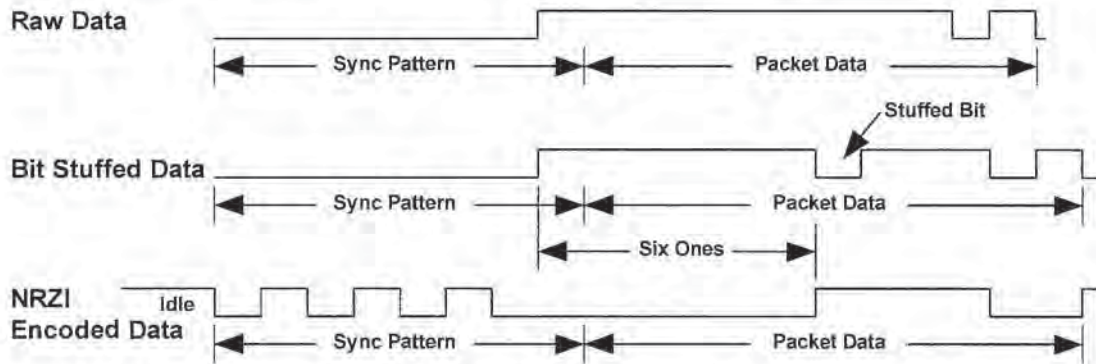 Raw Data
Sync Pattern
Packet Data
Stuffed Bit
Bit Stuffed Data
Sync Pattern
Packet Data
Six Ones
NRZI
Idle
Encoded Data
Sync Pattern
Packet Data